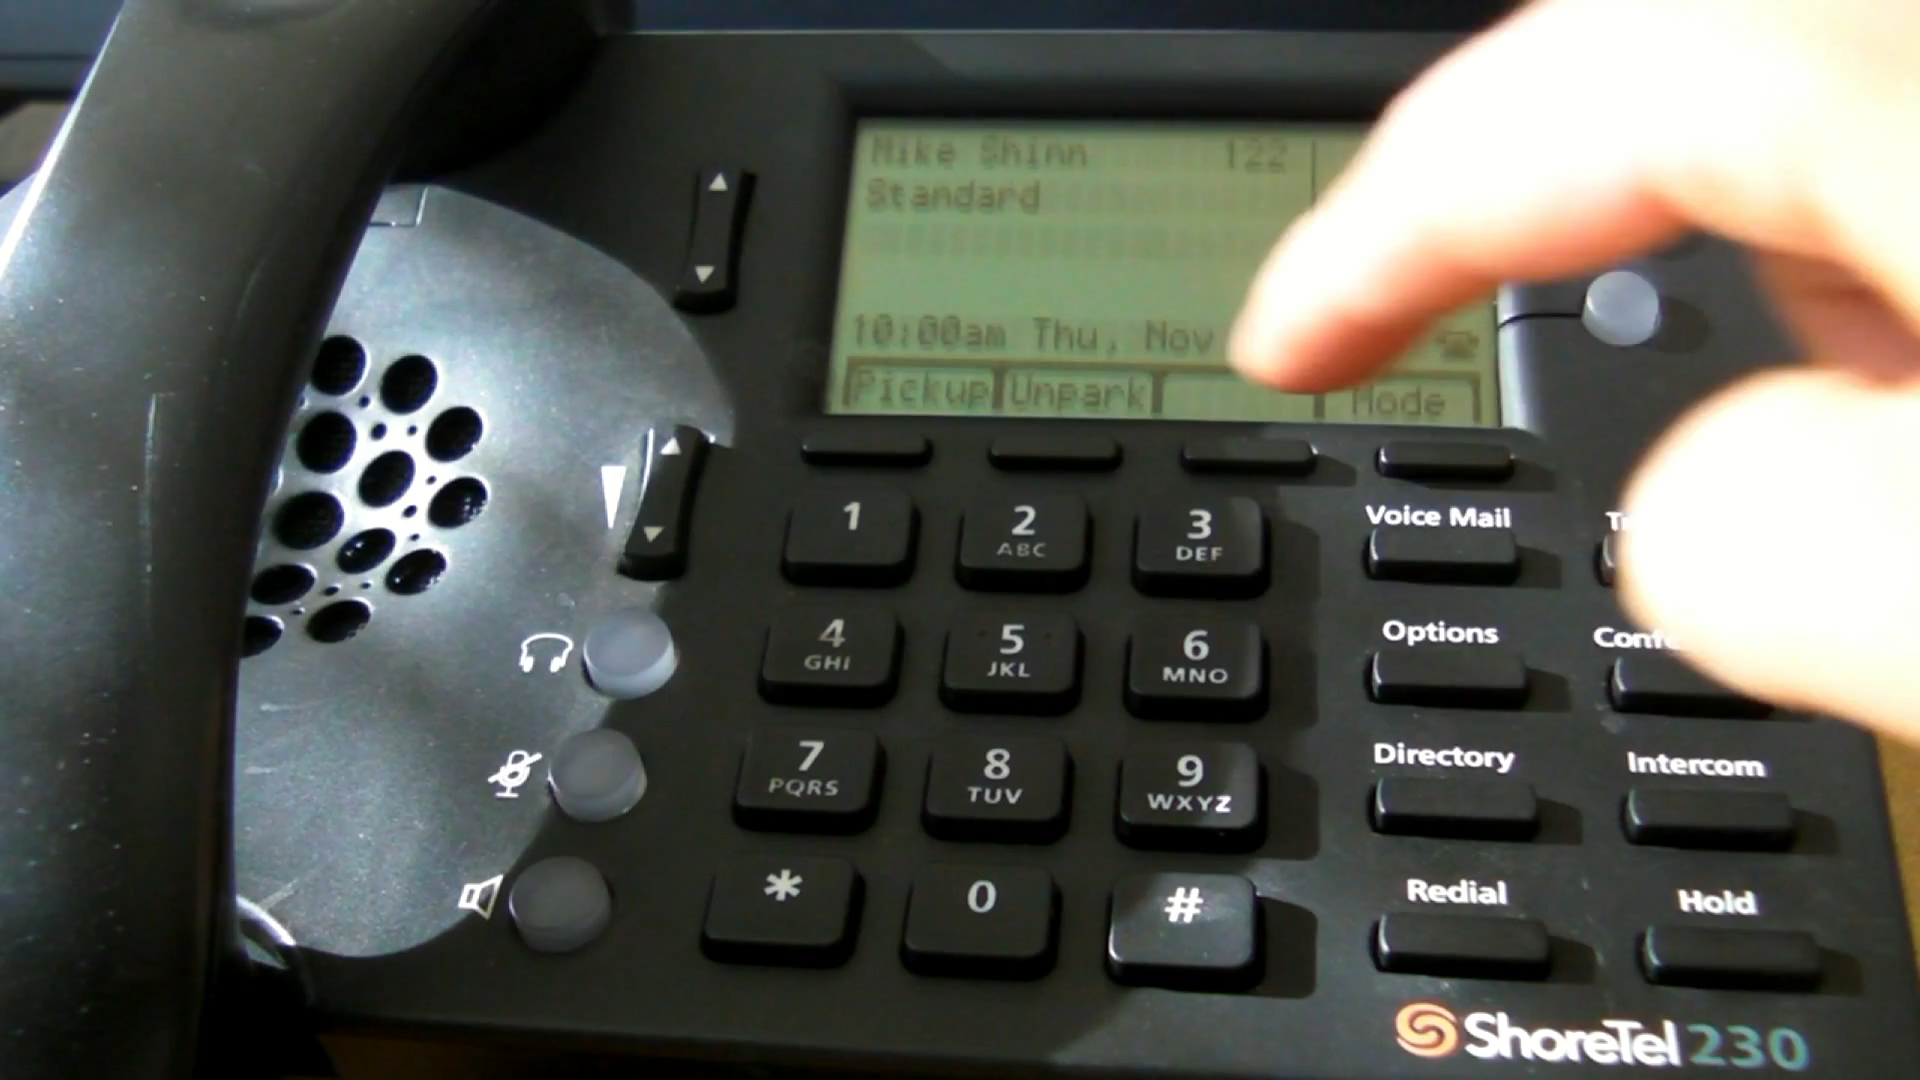 Mike Shinn 122
Standard
10:00am Thu, Nov
Pickup Unpark Mode
1
2 ABC
3 DEF
Voice Mail
4 GHI
5 JKL
6 MNO
Options
7 PQRS
8 TUV
9 WXYZ
Directory
Intercom
*
0
#
Redial
Hold
ShoreTel 230